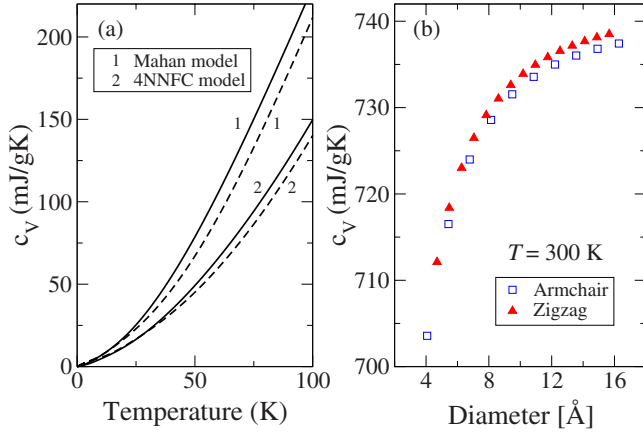 (a)
1 Mahan model
2 4NNFC model
200
150
100
50
0
c_V (mJ/gK)
1
1
2
2
0
50
100
Temperature (K)
(b)
740
730
720
710
700
c_V (mJ/gK)
T = 300 K
Armchair
Zigzag
4
8
12
16
Diameter [Å]